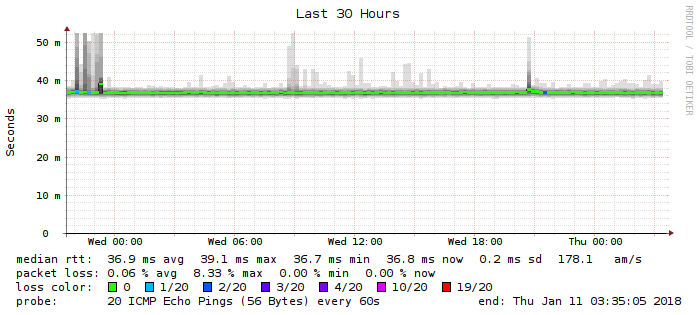 Last 30 Hours
RRDTOOL / TOBI OETIKER
Seconds
50 m
40 m
30 m
20 m
10 m
0
Wed 00:00 Wed 06:00 Wed 12:00 Wed 18:00 Thu 00:00
median rtt: 36.9 ms avg 39.1 ms max 36.7 ms min 36.8 ms now 0.2 ms sd 178.1 am/s
packet loss: 0.06 % avg 8.33 % max 0.00 % min 0.00 % now
loss color: 0 1/20 2/20 3/20 4/20 10/20 19/20
probe: 20 ICMP Echo Pings (56 Bytes) every 60s end: Thu Jan 11 03:35:05 2018